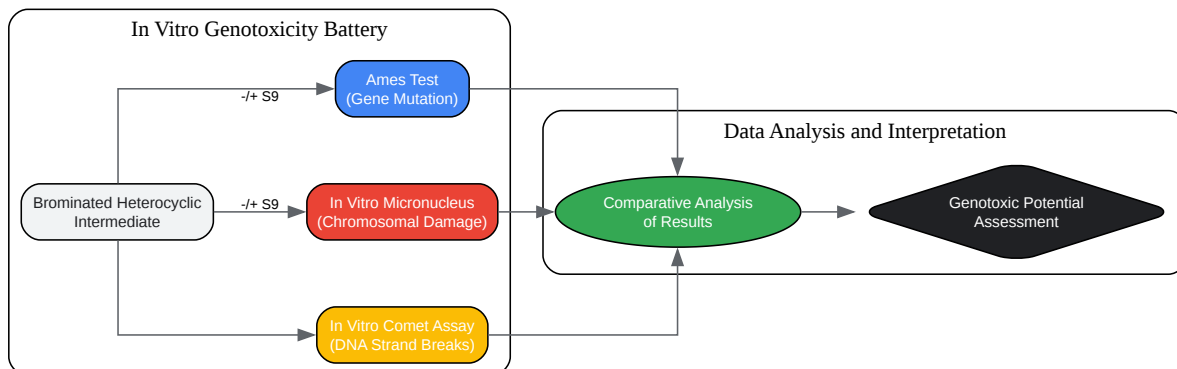 In Vitro Genotoxicity Battery
Ames Test
(Gene Mutation)
-/+ S9
Data Analysis and Interpretation
Brominated Heterocyclic
Intermediate
-/+ S9
In Vitro Micronucleus
(Chromosomal Damage)
Comparative Analysis
of Results
Genotoxic Potential
Assessment
In Vitro Comet Assay
(DNA Strand Breaks)